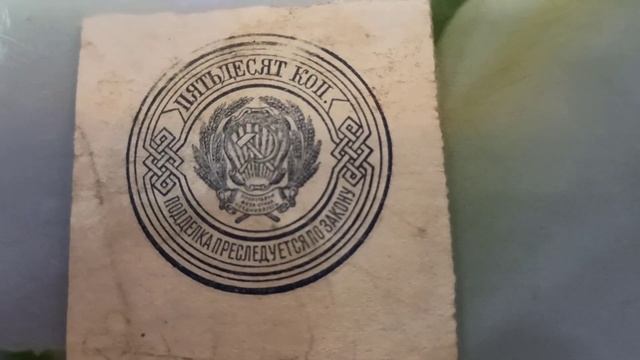 ПЯТЬДЕСЯТ КОП.
ПОДДЕЛКА ПРЕСЛЕДУЕТСЯ ПО ЗАКОНУ